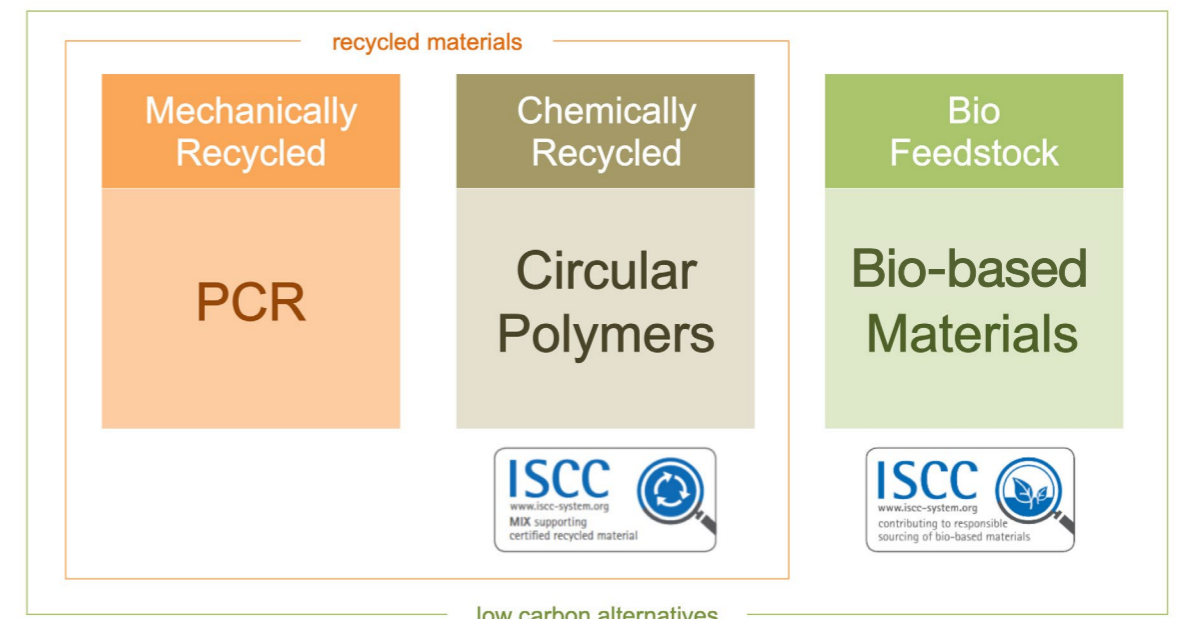 recycled materials
Mechanically
Recycled
PCR
Chemically
Recycled
Circular
Polymers
ISCC
www.iscc-system.org
MIX supporting
certified recycled material
Bio
Feedstock
Bio-based
Materials
ISCC
www.iscc-system.org
contributing to responsible
sourcing of bio-based materials
low carbon alternatives